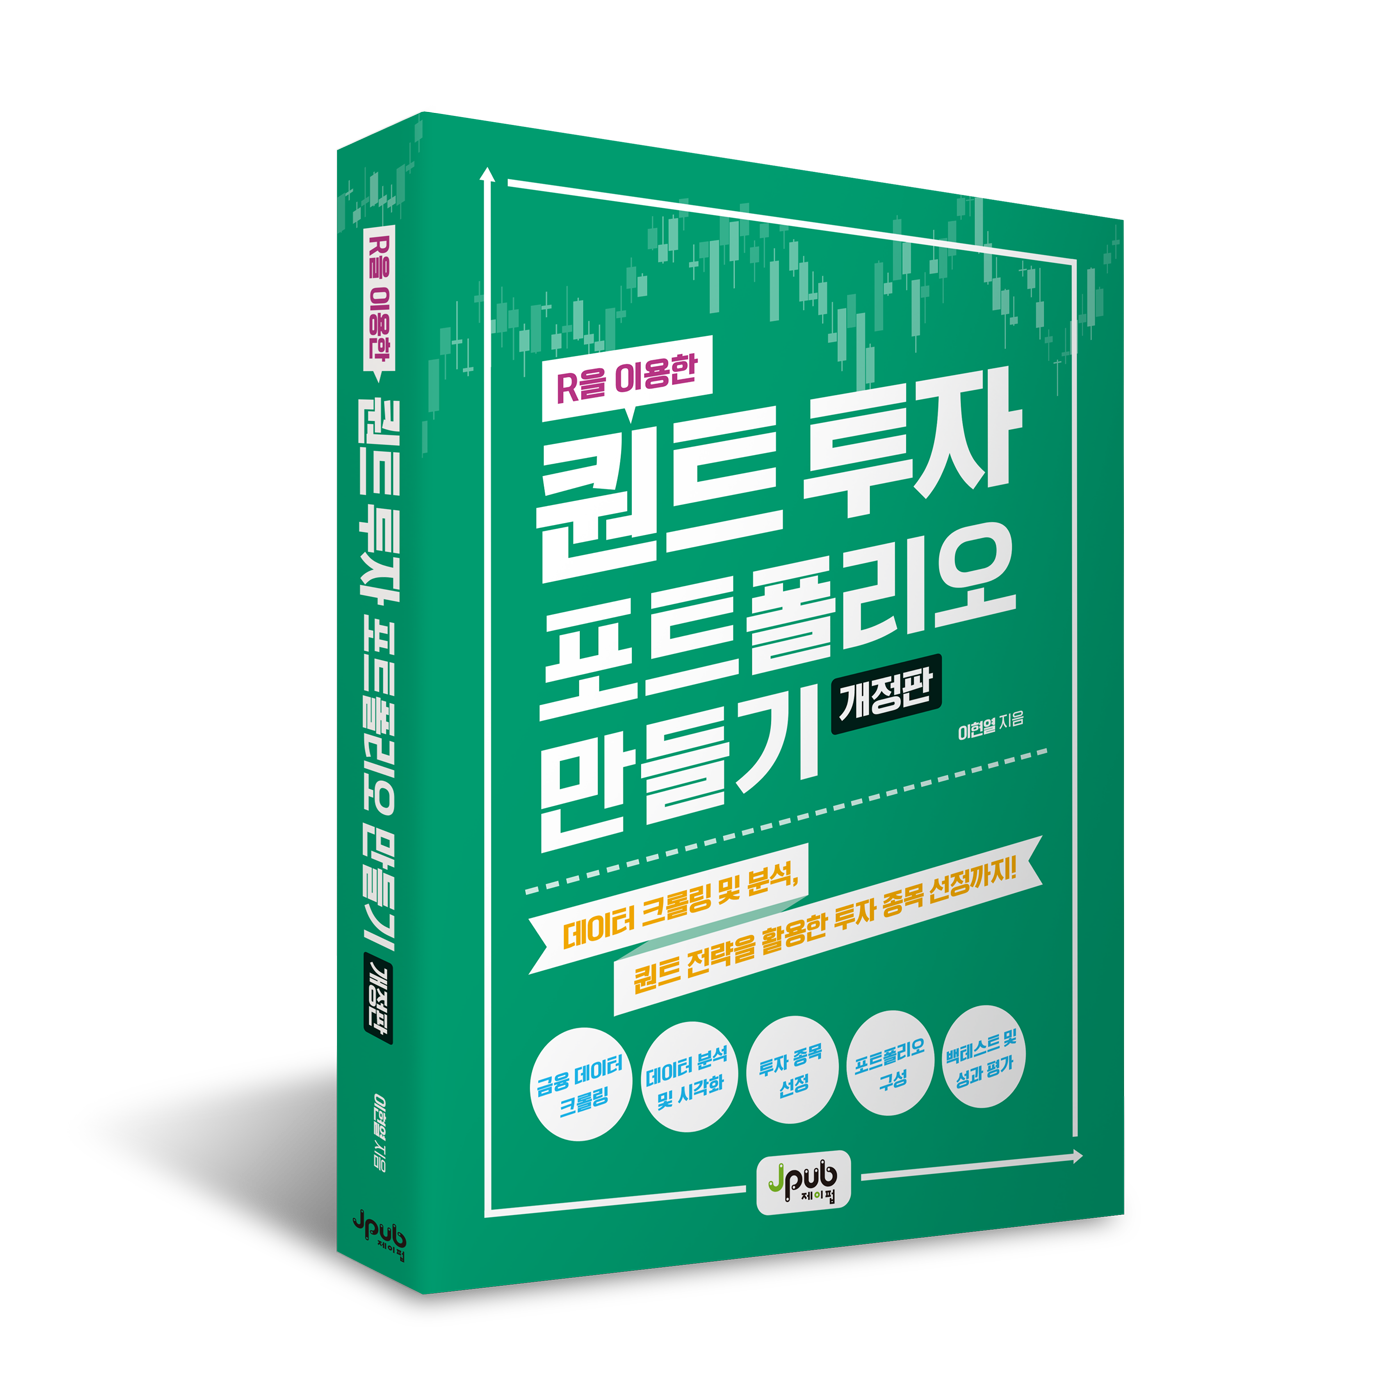 R을 이용한
퀀트 투자
포트폴리오
만들기 개정판
이현열 지음
데이터 크롤링 및 분석,
퀀트 전략을 활용한 투자 종목 선정까지!
금융 데이터
크롤링
데이터 분석
및 시각화
투자 종목
선정
포트폴리오
구성
백테스트 및
성과 평가
Jpub
제이펍
R을 이용한 퀀트 투자 포트폴리오 만들기 개정판
이현열 지음
Jpub
제이펍